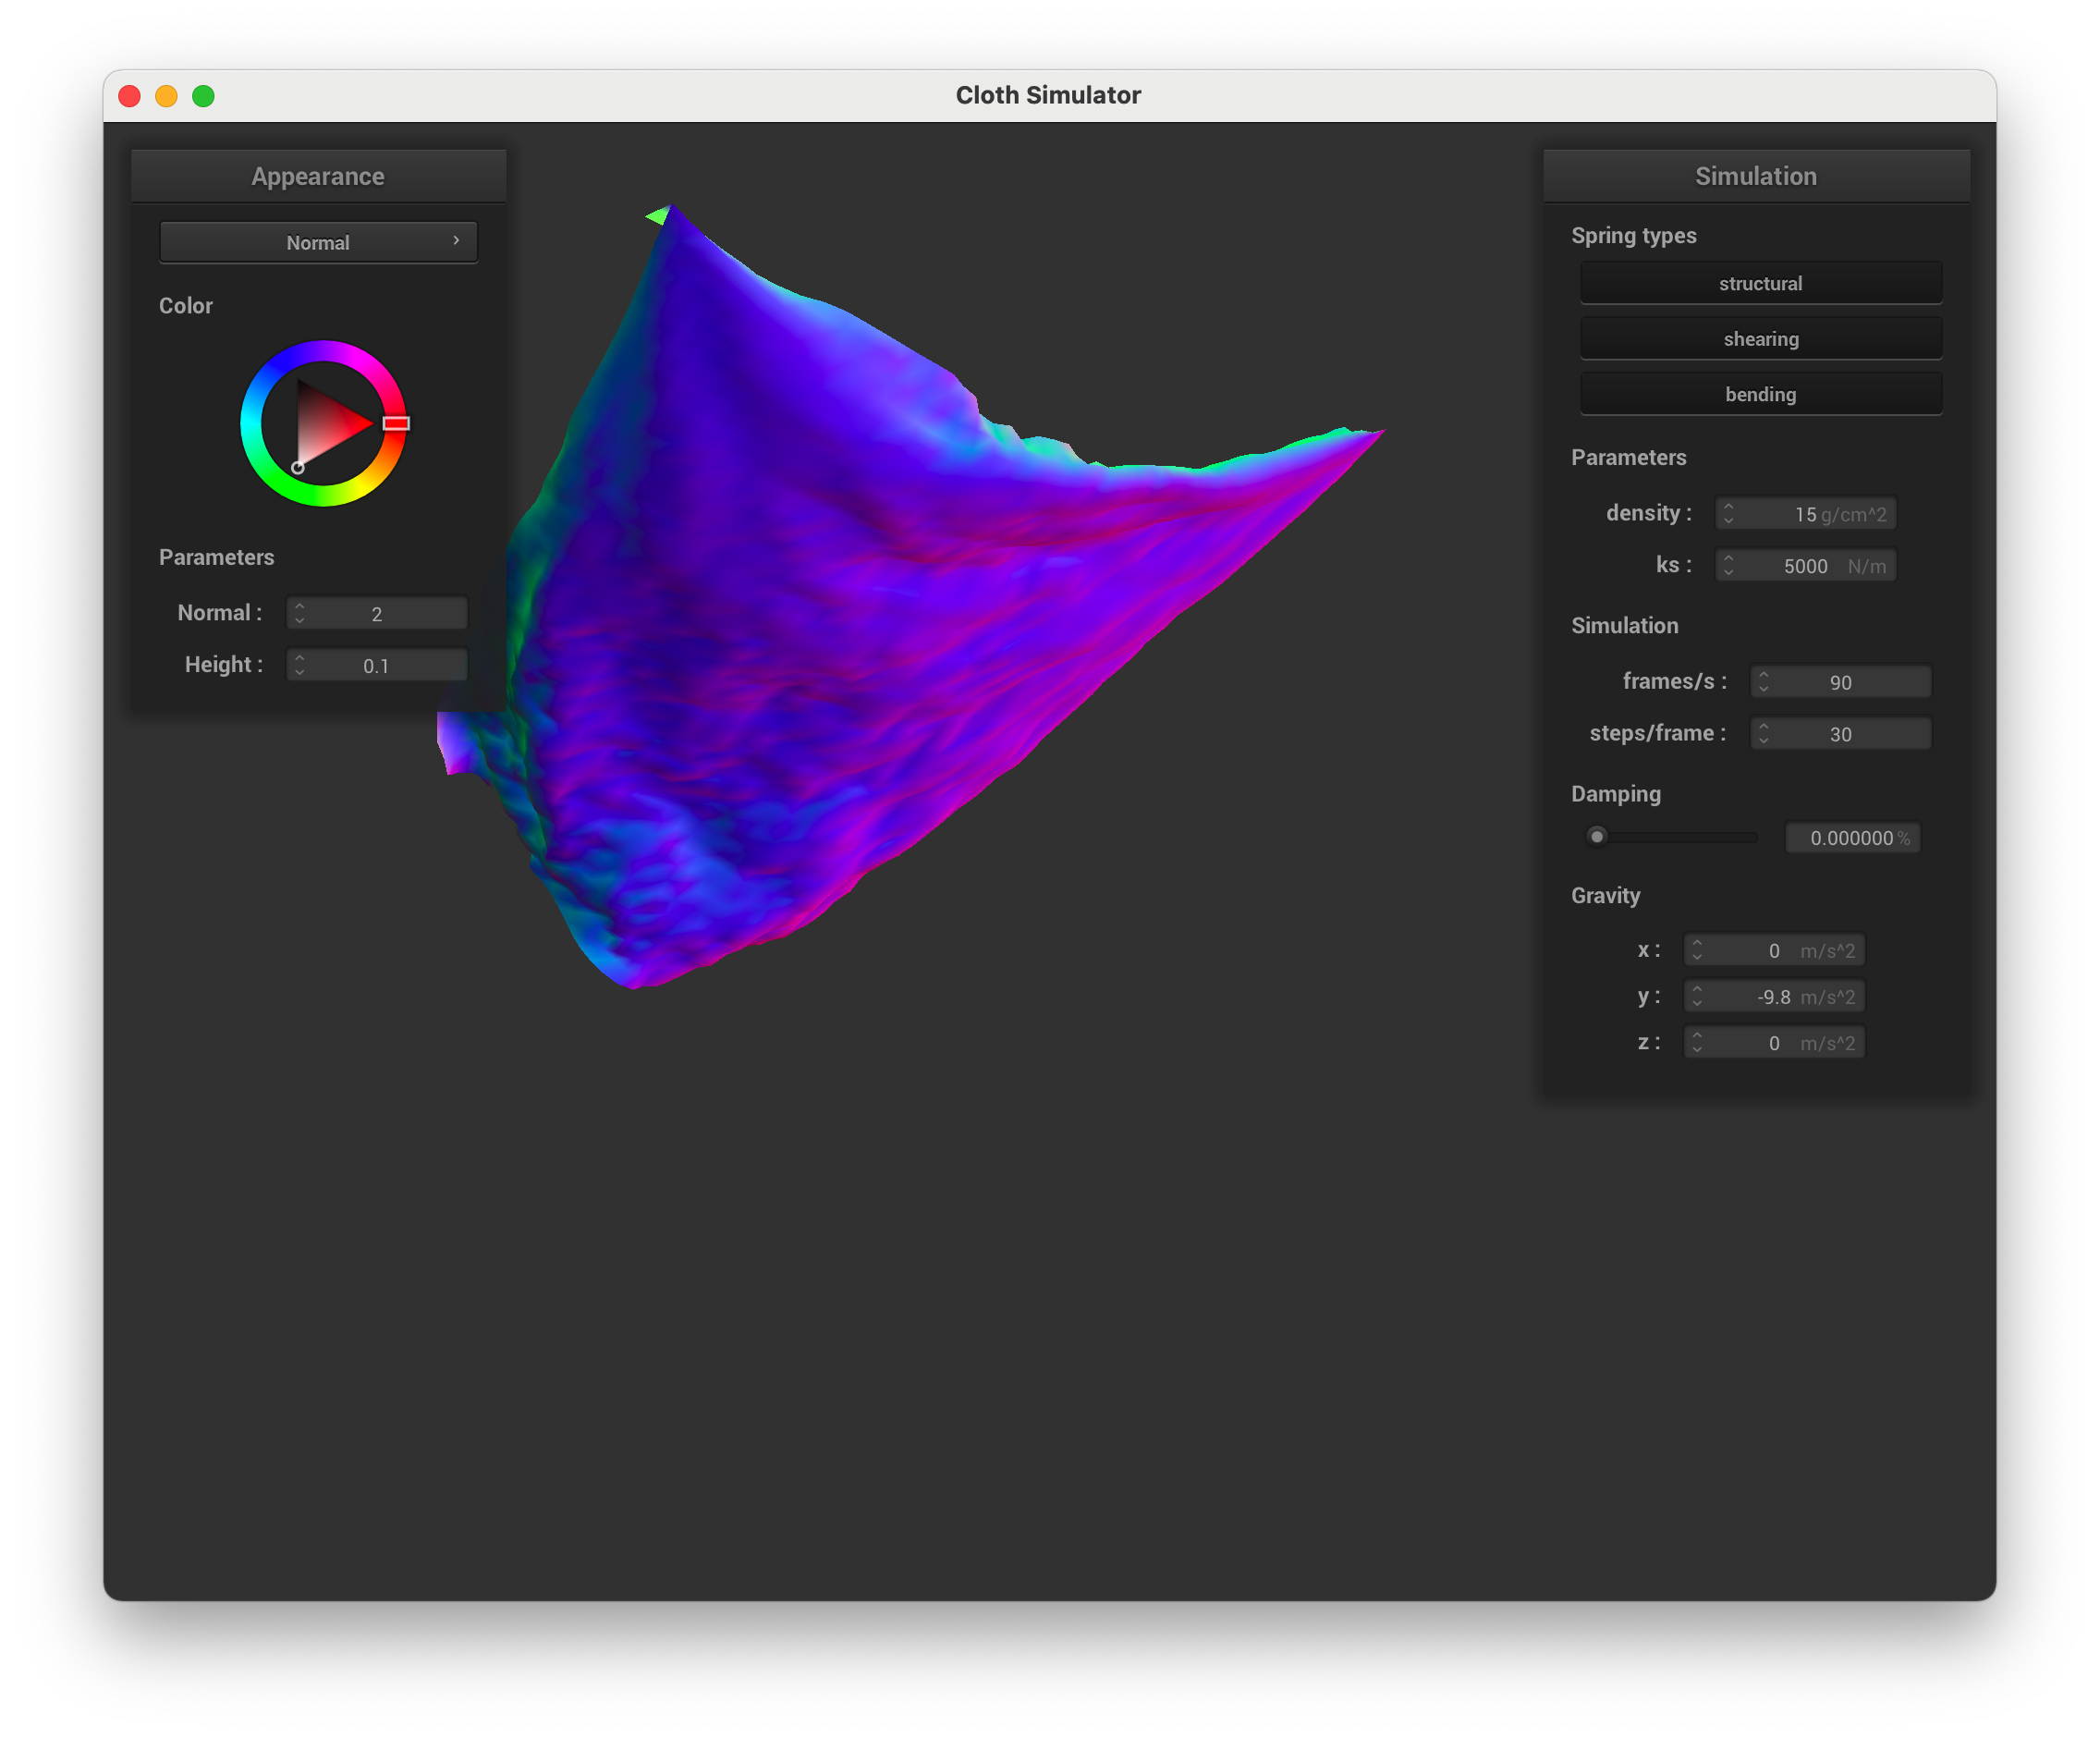 Cloth Simulator
Appearance
Normal
Color
Parameters
Normal : 2
Height : 0.1
Simulation
Spring types
structural
shearing
bending
Parameters
density : 15 g/cm^2
ks : 5000 N/m
Simulation
frames/s : 90
steps/frame : 30
Damping
0.000000 %
Gravity
x : 0 m/s^2
y : -9.8 m/s^2
z : 0 m/s^2